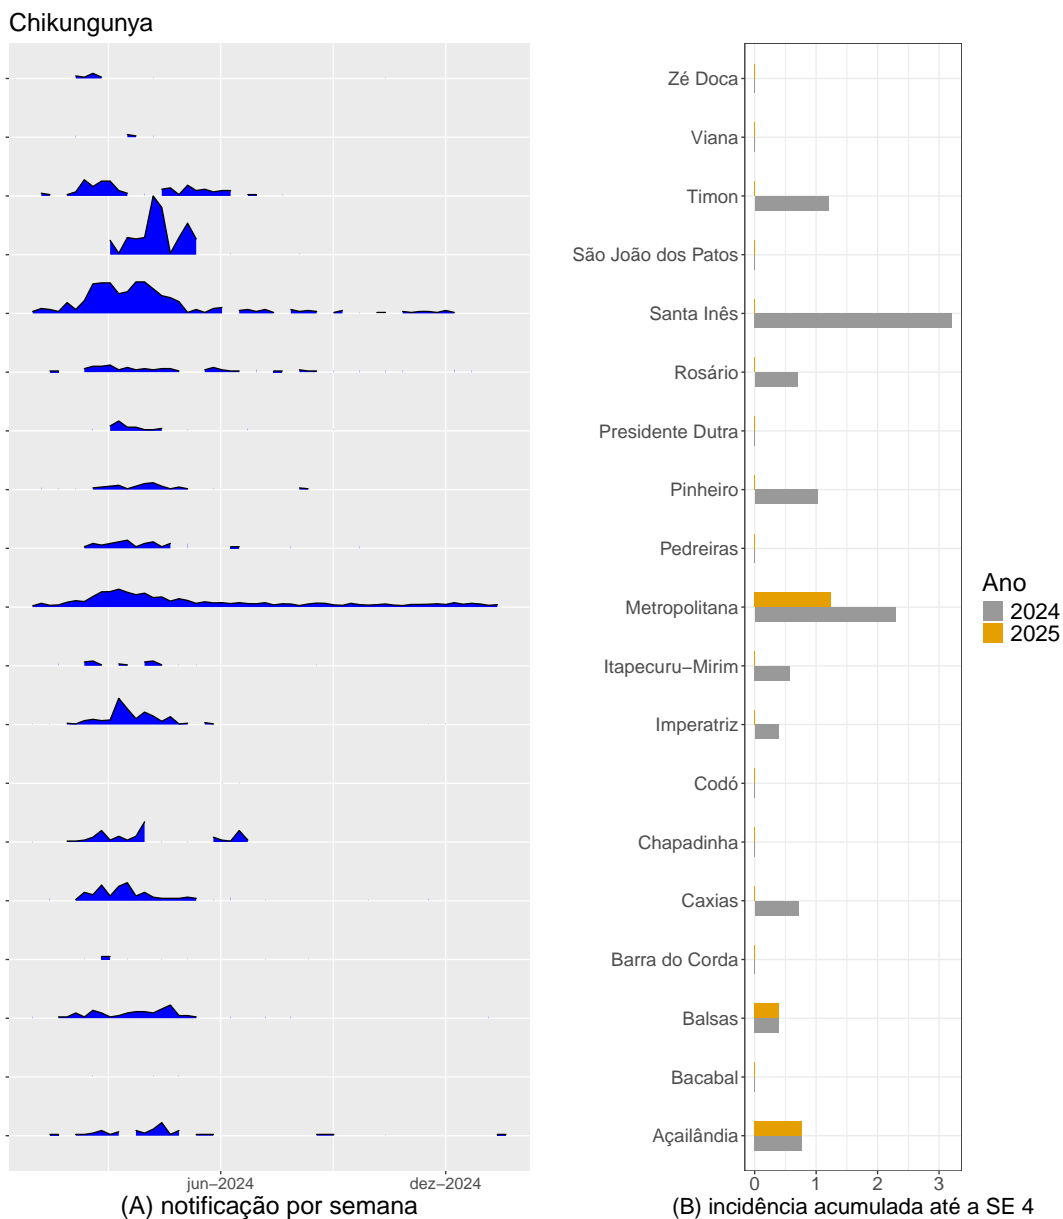 Chikungunya
Zé Doca
Viana
Timon
São João dos Patos
Santa Inês
Rosário
Presidente Dutra
Pinheiro
Pedreiras
Metropolitana
Itapecuru−Mirim
Imperatriz
Codó
Chapadinha
Caxias
Barra do Corda
Balsas
Bacabal
Açailândia
Ano
2024
2025
jun−2024 dez−2024
0 1 2 3
(A) notificação por semana
(B) incidência acumulada até a SE 4